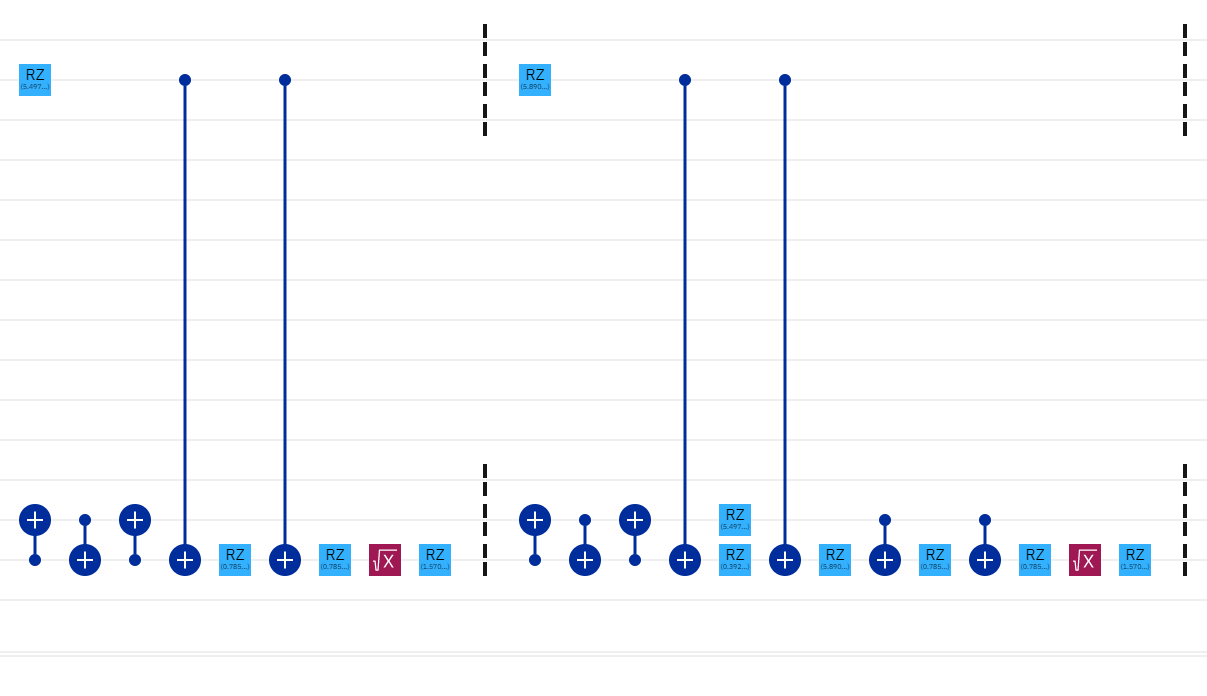 RZ
(5.497...)
RZ
(5.890...)
RZ
(5.497...)
RZ
(0.785...)
RZ
(0.785...)
√X
RZ
(1.570...)
RZ
(0.392...)
RZ
(5.890...)
RZ
(0.785...)
RZ
(0.785...)
√X
RZ
(1.570...)